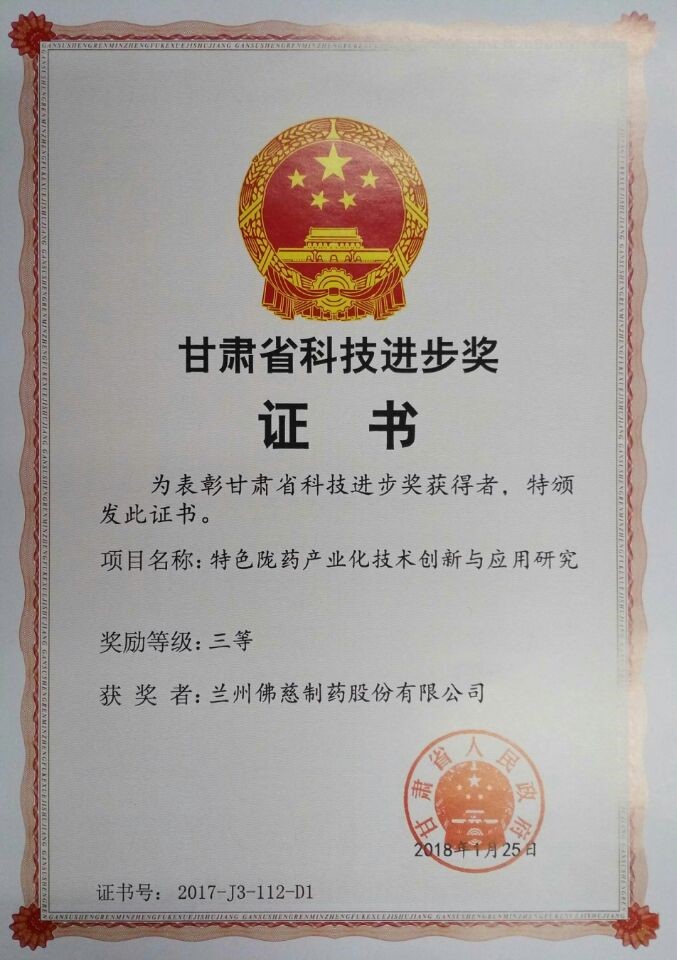 GANSUSHENGRENMINZHENGFUKEXUEJISHUJIANG GANSUSHENGRENMINZHENGFUKEXUEJISHUJIANG
甘肃省科技进步奖
证 书
为表彰甘肃省科技进步奖获得者，特颁
发此证书。
项目名称：特色陇药产业化技术创新与应用研究
奖励等级：三等
获 奖 者：兰州佛慈制药股份有限公司
甘肃省人民政府
2018年1月25日
证书号： 2017-J3-112-D1